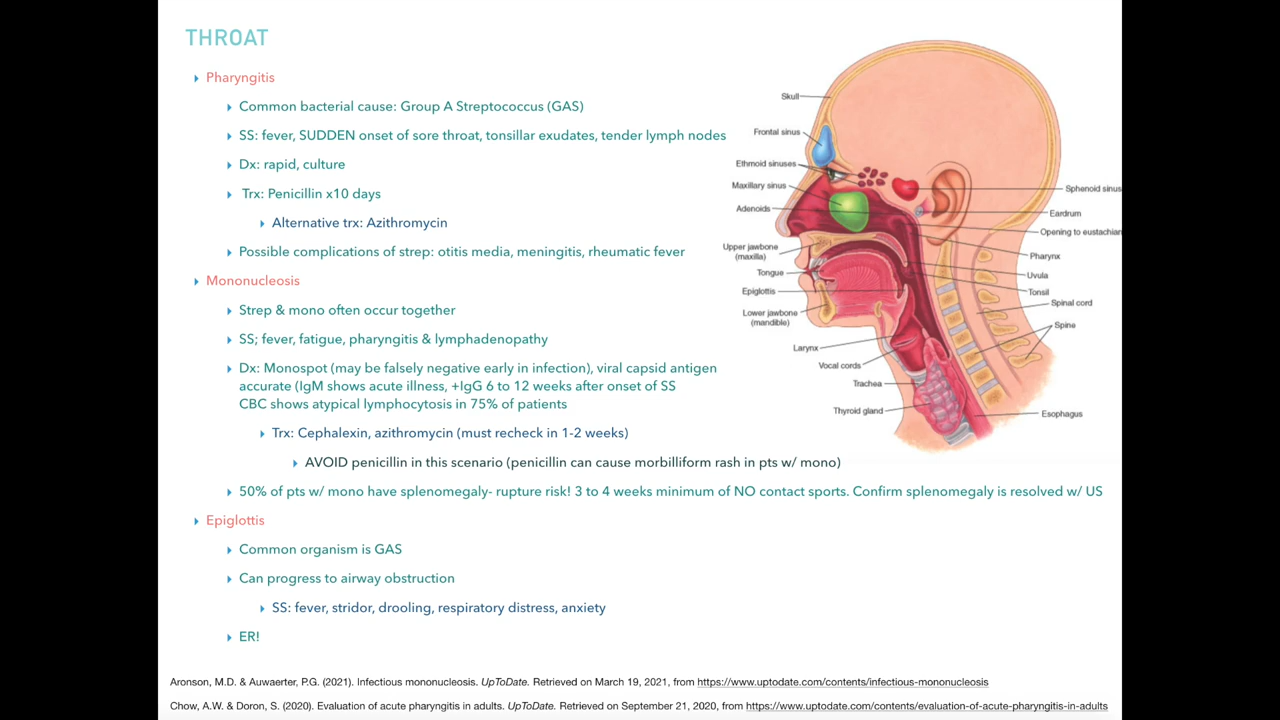 THROAT
Pharyngitis
Common bacterial cause: Group A Streptococcus (GAS)
SS: fever, SUDDEN onset of sore throat, tonsillar exudates, tender lymph nodes
Dx: rapid, culture
Trx: Penicillin x10 days
Alternative trx: Azithromycin
Possible complications of strep: otitis media, meningitis, rheumatic fever
Mononucleosis
Strep & mono often occur together
SS; fever, fatigue, pharyngitis & lymphadenopathy
Dx: Monospot (may be falsely negative early in infection), viral capsid antigen
accurate (IgM shows acute illness, +IgG 6 to 12 weeks after onset of SS
CBC shows atypical lymphocytosis in 75% of patients
Trx: Cephalexin, azithromycin (must recheck in 1-2 weeks)
AVOID penicillin in this scenario (penicillin can cause morbilliform rash in pts w/ mono)
50% of pts w/ mono have splenomegaly- rupture risk! 3 to 4 weeks minimum of NO contact sports. Confirm splenomegaly is resolved w/ US
Epiglottis
Common organism is GAS
Can progress to airway obstruction
SS: fever, stridor, drooling, respiratory distress, anxiety
ER!
Skull
Frontal sinus
Ethmoid sinuses
Maxillary sinus
Adenoids
Upper jawbone
(maxilla)
Tongue
Epiglottis
Lower jawbone
(mandible)
Larynx
Vocal cords
Trachea
Thyroid gland
Sphenoid sinus
Eardrum
Opening to eustachian
Pharynx
Uvula
Tonsil
Spinal cord
Spine
Esophagus
Aronson, M.D. & Auwaerter, P.G. (2021). Infectious mononucleosis. UpToDate. Retrieved on March 19, 2021, from https://www.uptodate.com/contents/infectious-mononucleosis
Chow, A.W. & Doron, S. (2020). Evaluation of acute pharyngitis in adults. UpToDate. Retrieved on September 21, 2020, from https://www.uptodate.com/contents/evaluation-of-acute-pharyngitis-in-adults